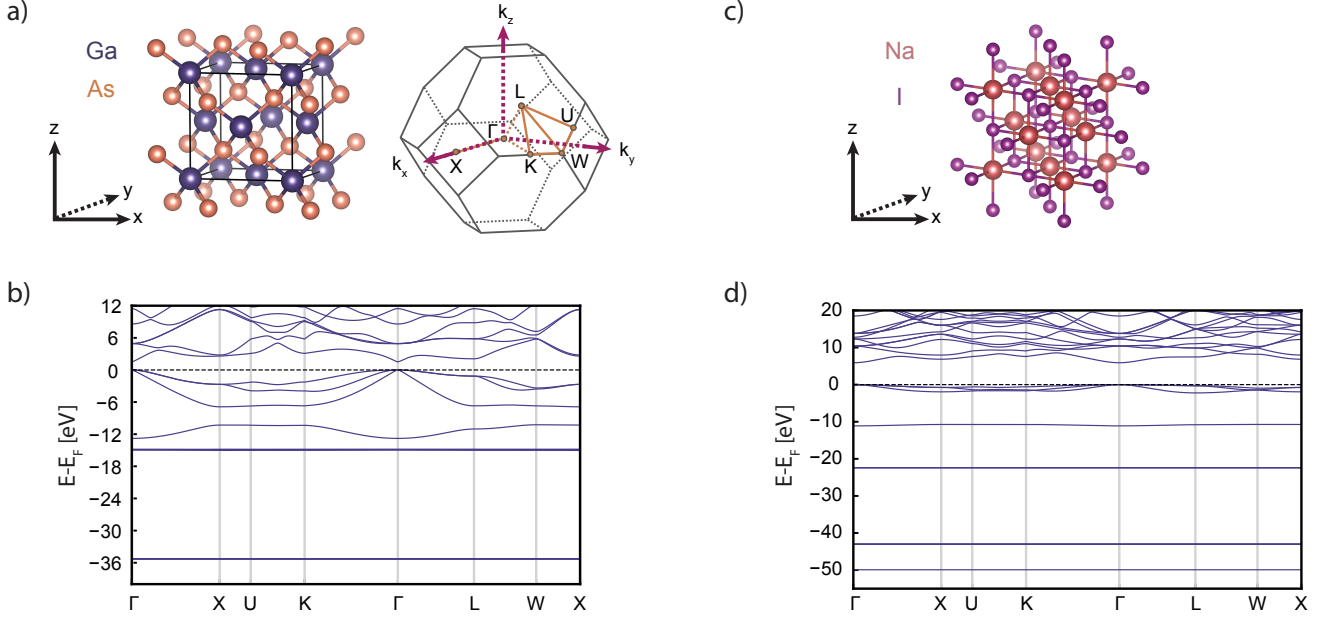 a)
Ga
As
z
y
x
k_z
L
U
Γ
k_x
X
K
W
k_y
c)
Na
I
z
y
x
b)
E-E_F [eV]
12
6
0
−6
−12
−18
−24
−30
−36
Γ X U K Γ L W X
d)
E-E_F [eV]
20
10
0
−10
−20
−30
−40
−50
Γ X U K Γ L W X